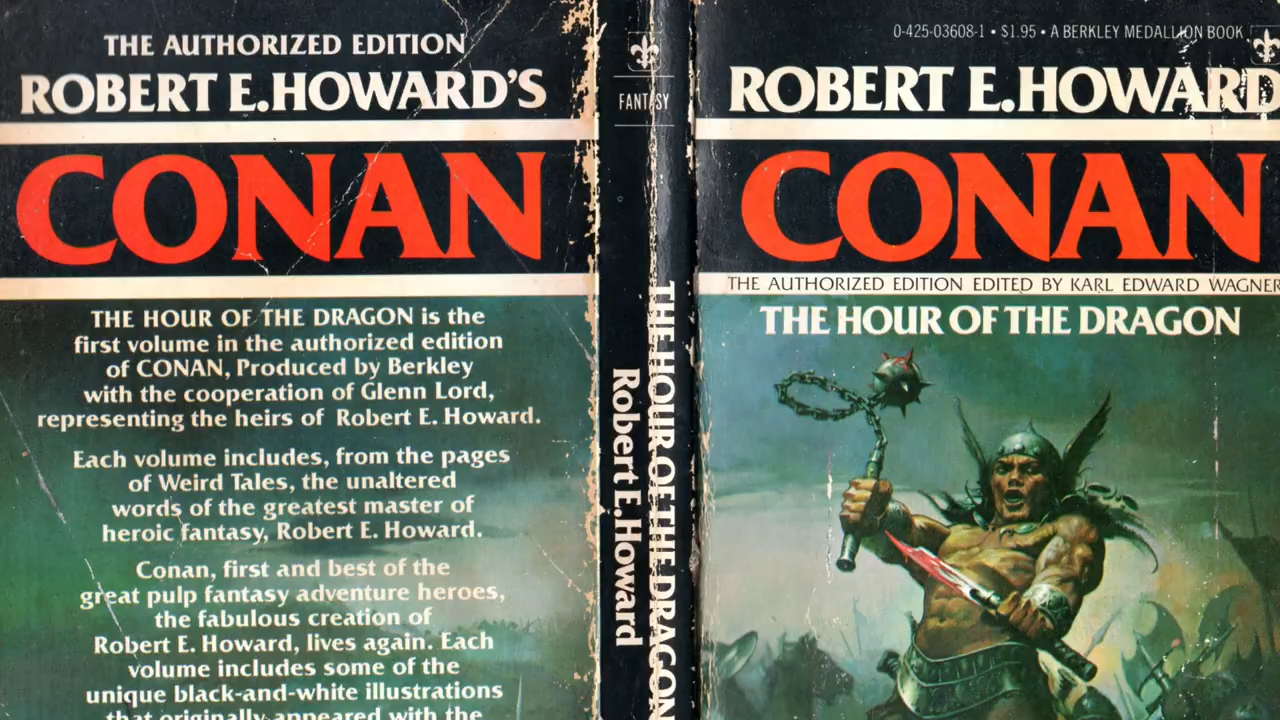 THE AUTHORIZED EDITION
ROBERT E. HOWARD'S
CONAN
THE HOUR OF THE DRAGON is the
first volume in the authorized edition
of CONAN, Produced by Berkley
with the cooperation of Glenn Lord,
representing the heirs of Robert E. Howard.
Each volume includes, from the pages
of Weird Tales, the unaltered
words of the greatest master of
heroic fantasy, Robert E. Howard.
Conan, first and best of the
great pulp fantasy adventure heroes,
the fabulous creation of
Robert E. Howard, lives again. Each
volume includes some of the
unique black-and-white illustrations
that originally appeared with the
FANTASY
THE HOUR OF THE DRAGON
Robert E. Howard
0-425-03608-1 • $1.95 • A BERKLEY MEDALLION BOOK
ROBERT E. HOWARD
CONAN
THE AUTHORIZED EDITION EDITED BY KARL EDWARD WAGNER
THE HOUR OF THE DRAGON